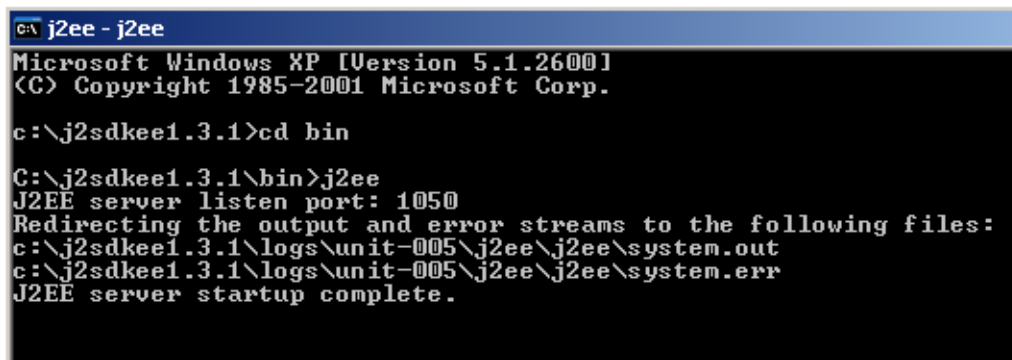 j2ee - j2ee
Microsoft Windows XP [Version 5.1.2600]
(C) Copyright 1985-2001 Microsoft Corp.
c:\j2sdkee1.3.1>cd bin
C:\j2sdkee1.3.1\bin>j2ee
J2EE server listen port: 1050
Redirecting the output and error streams to the following files:
c:\j2sdkee1.3.1\logs\unit-005\j2ee\j2ee\system.out
c:\j2sdkee1.3.1\logs\unit-005\j2ee\j2ee\system.err
J2EE server startup complete.